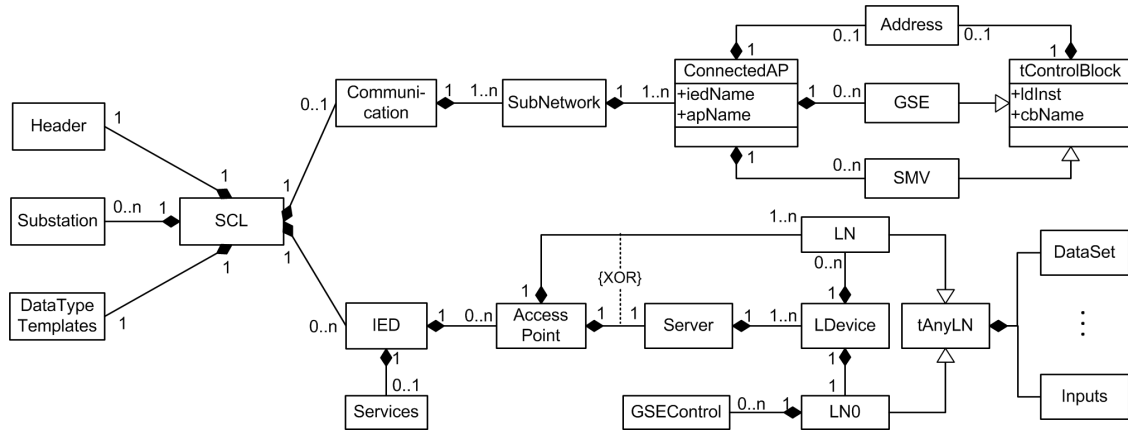 Address
0..1
0..1
1
1
ConnectedAP
+iedName
+apName
tControlBlock
+ldInst
+cbName
Communi-
cation
1
1..n
SubNetwork
1
1..n
1
0..n
GSE
0..1
Header
1
1
0..n
SMV
1
1
Substation
0..n
1
SCL
1..n
LN
DataSet
1
1
0..n
{XOR}
DataType
Templates
1
0..n
IED
1
0..n
1
Access
Point
1
1
Server
1
1..n
1
LDevice
tAnyLN
⋮
1
1
1
0..1
Services
GSEControl
0..n
1
LN0
Inputs